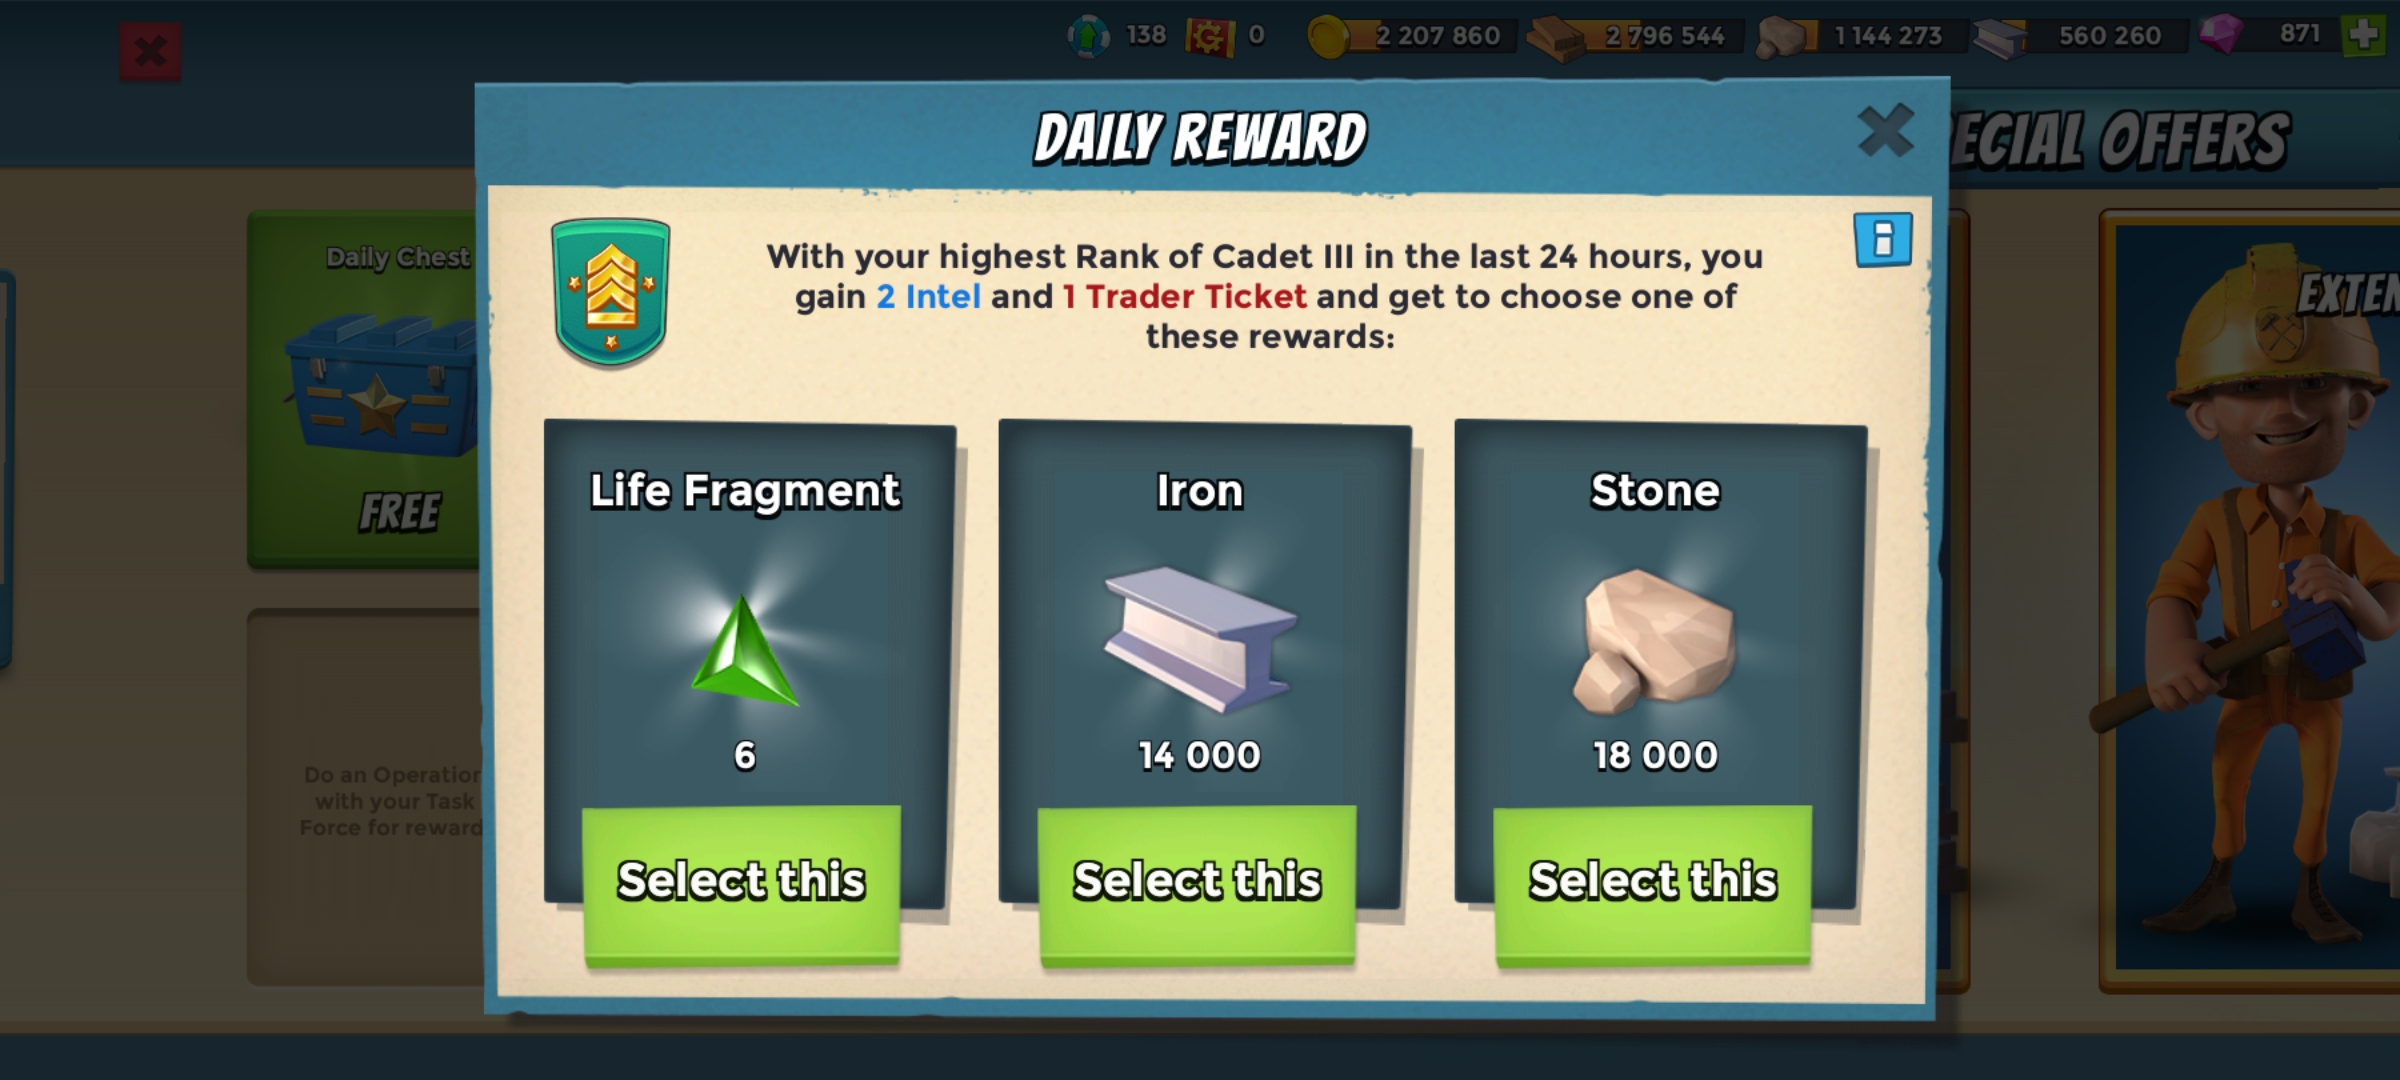 138
0
2 207 860
2 796 544
1 144 273
560 260
871
DAILY REWARD
ECIAL OFFERS
With your highest Rank of Cadet III in the last 24 hours, you
gain 2 Intel and 1 Trader Ticket and get to choose one of
these rewards:
Daily Chest
FREE
EXTEN
Do an Operation
with your Task
Force for reward
Life Fragment
6
Select this
Iron
14 000
Select this
Stone
18 000
Select this